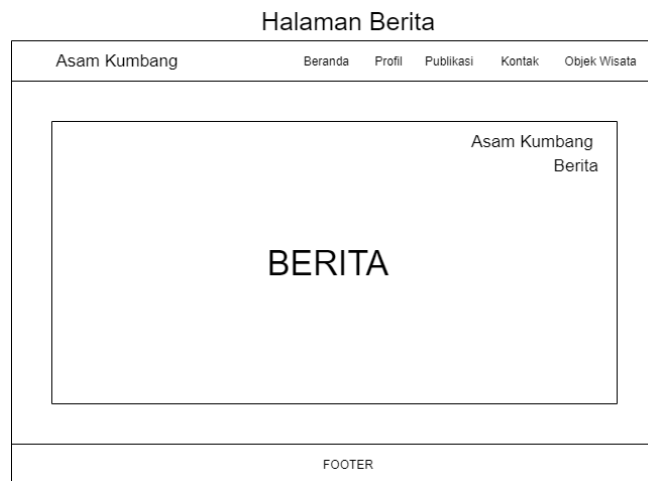 Halaman Berita
Asam Kumbang Beranda Profil Publikasi Kontak Objek Wisata
Asam Kumbang
Berita
BERITA
FOOTER